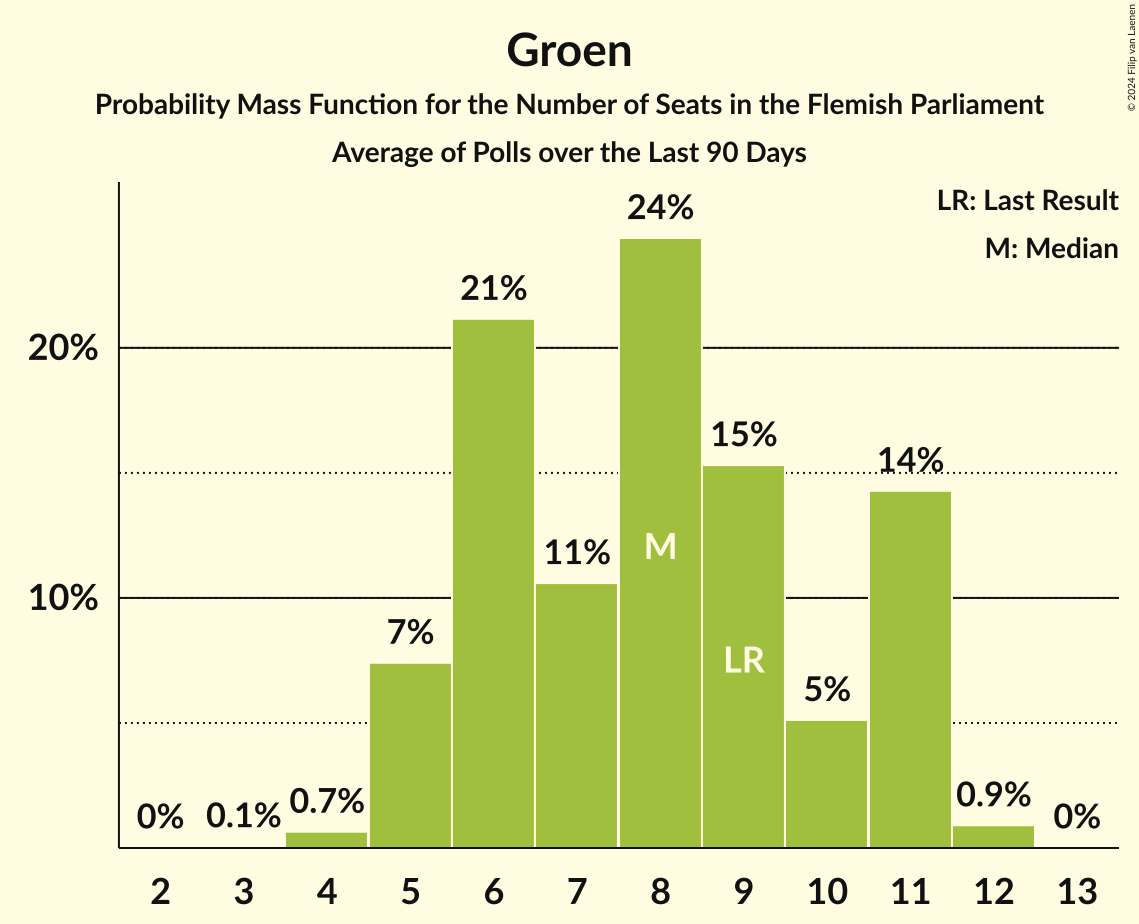 Groen
Probability Mass Function for the Number of Seats in the Flemish Parliament
Average of Polls over the Last 90 Days
© 2024 Filip van Laenen
LR: Last Result
M: Median
20%
10%
0%
0.1%
0.7%
7%
21%
11%
24%
15%
5%
14%
0.9%
0%
M
LR
2 3 4 5 6 7 8 9 10 11 12 13